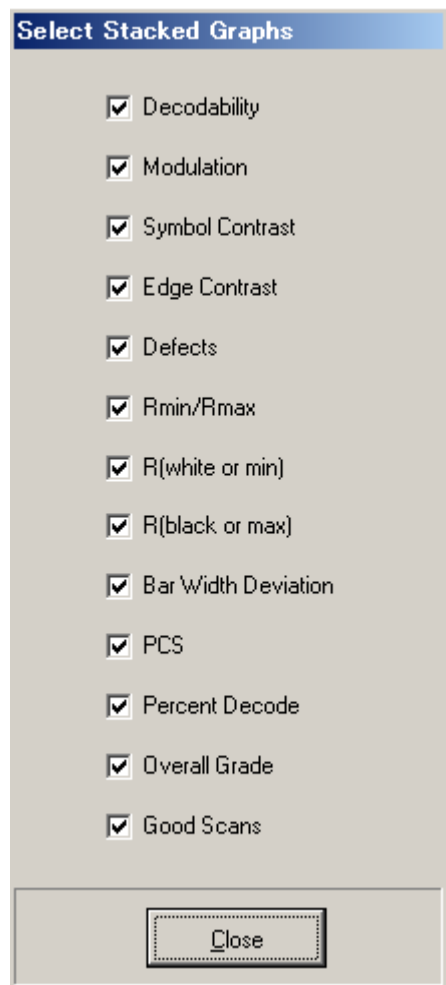 Select Stacked Graphs
Decodability
Modulation
Symbol Contrast
Edge Contrast
Defects
Rmin/Rmax
R(white or min)
R(black or max)
Bar Width Deviation
PCS
Percent Decode
Overall Grade
Good Scans
Close